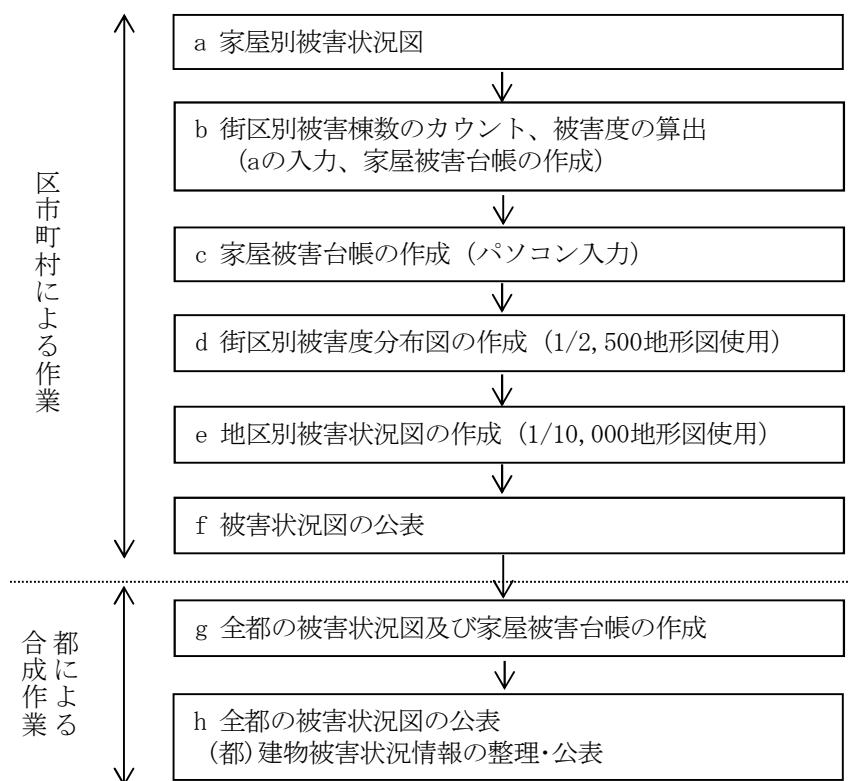 区市町村による作業
a 家屋別被害状況図
b 街区別被害棟数のカウント、被害度の算出
(aの入力、家屋被害台帳の作成)
c 家屋被害台帳の作成 (パソコン入力)
d 街区別被害度分布図の作成 (1/2,500地形図使用)
e 地区別被害状況図の作成 (1/10,000地形図使用)
f 被害状況図の公表
都による
合成作業
g 全都の被害状況図及び家屋被害台帳の作成
h 全都の被害状況図の公表
(都)建物被害状況情報の整理・公表